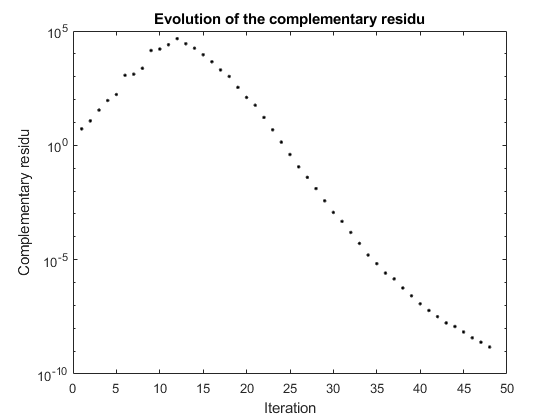 Evolution of the complementary residu
10^5
10^0
10^-5
10^-10
Complementary residu
0 5 10 15 20 25 30 35 40 45 50
Iteration